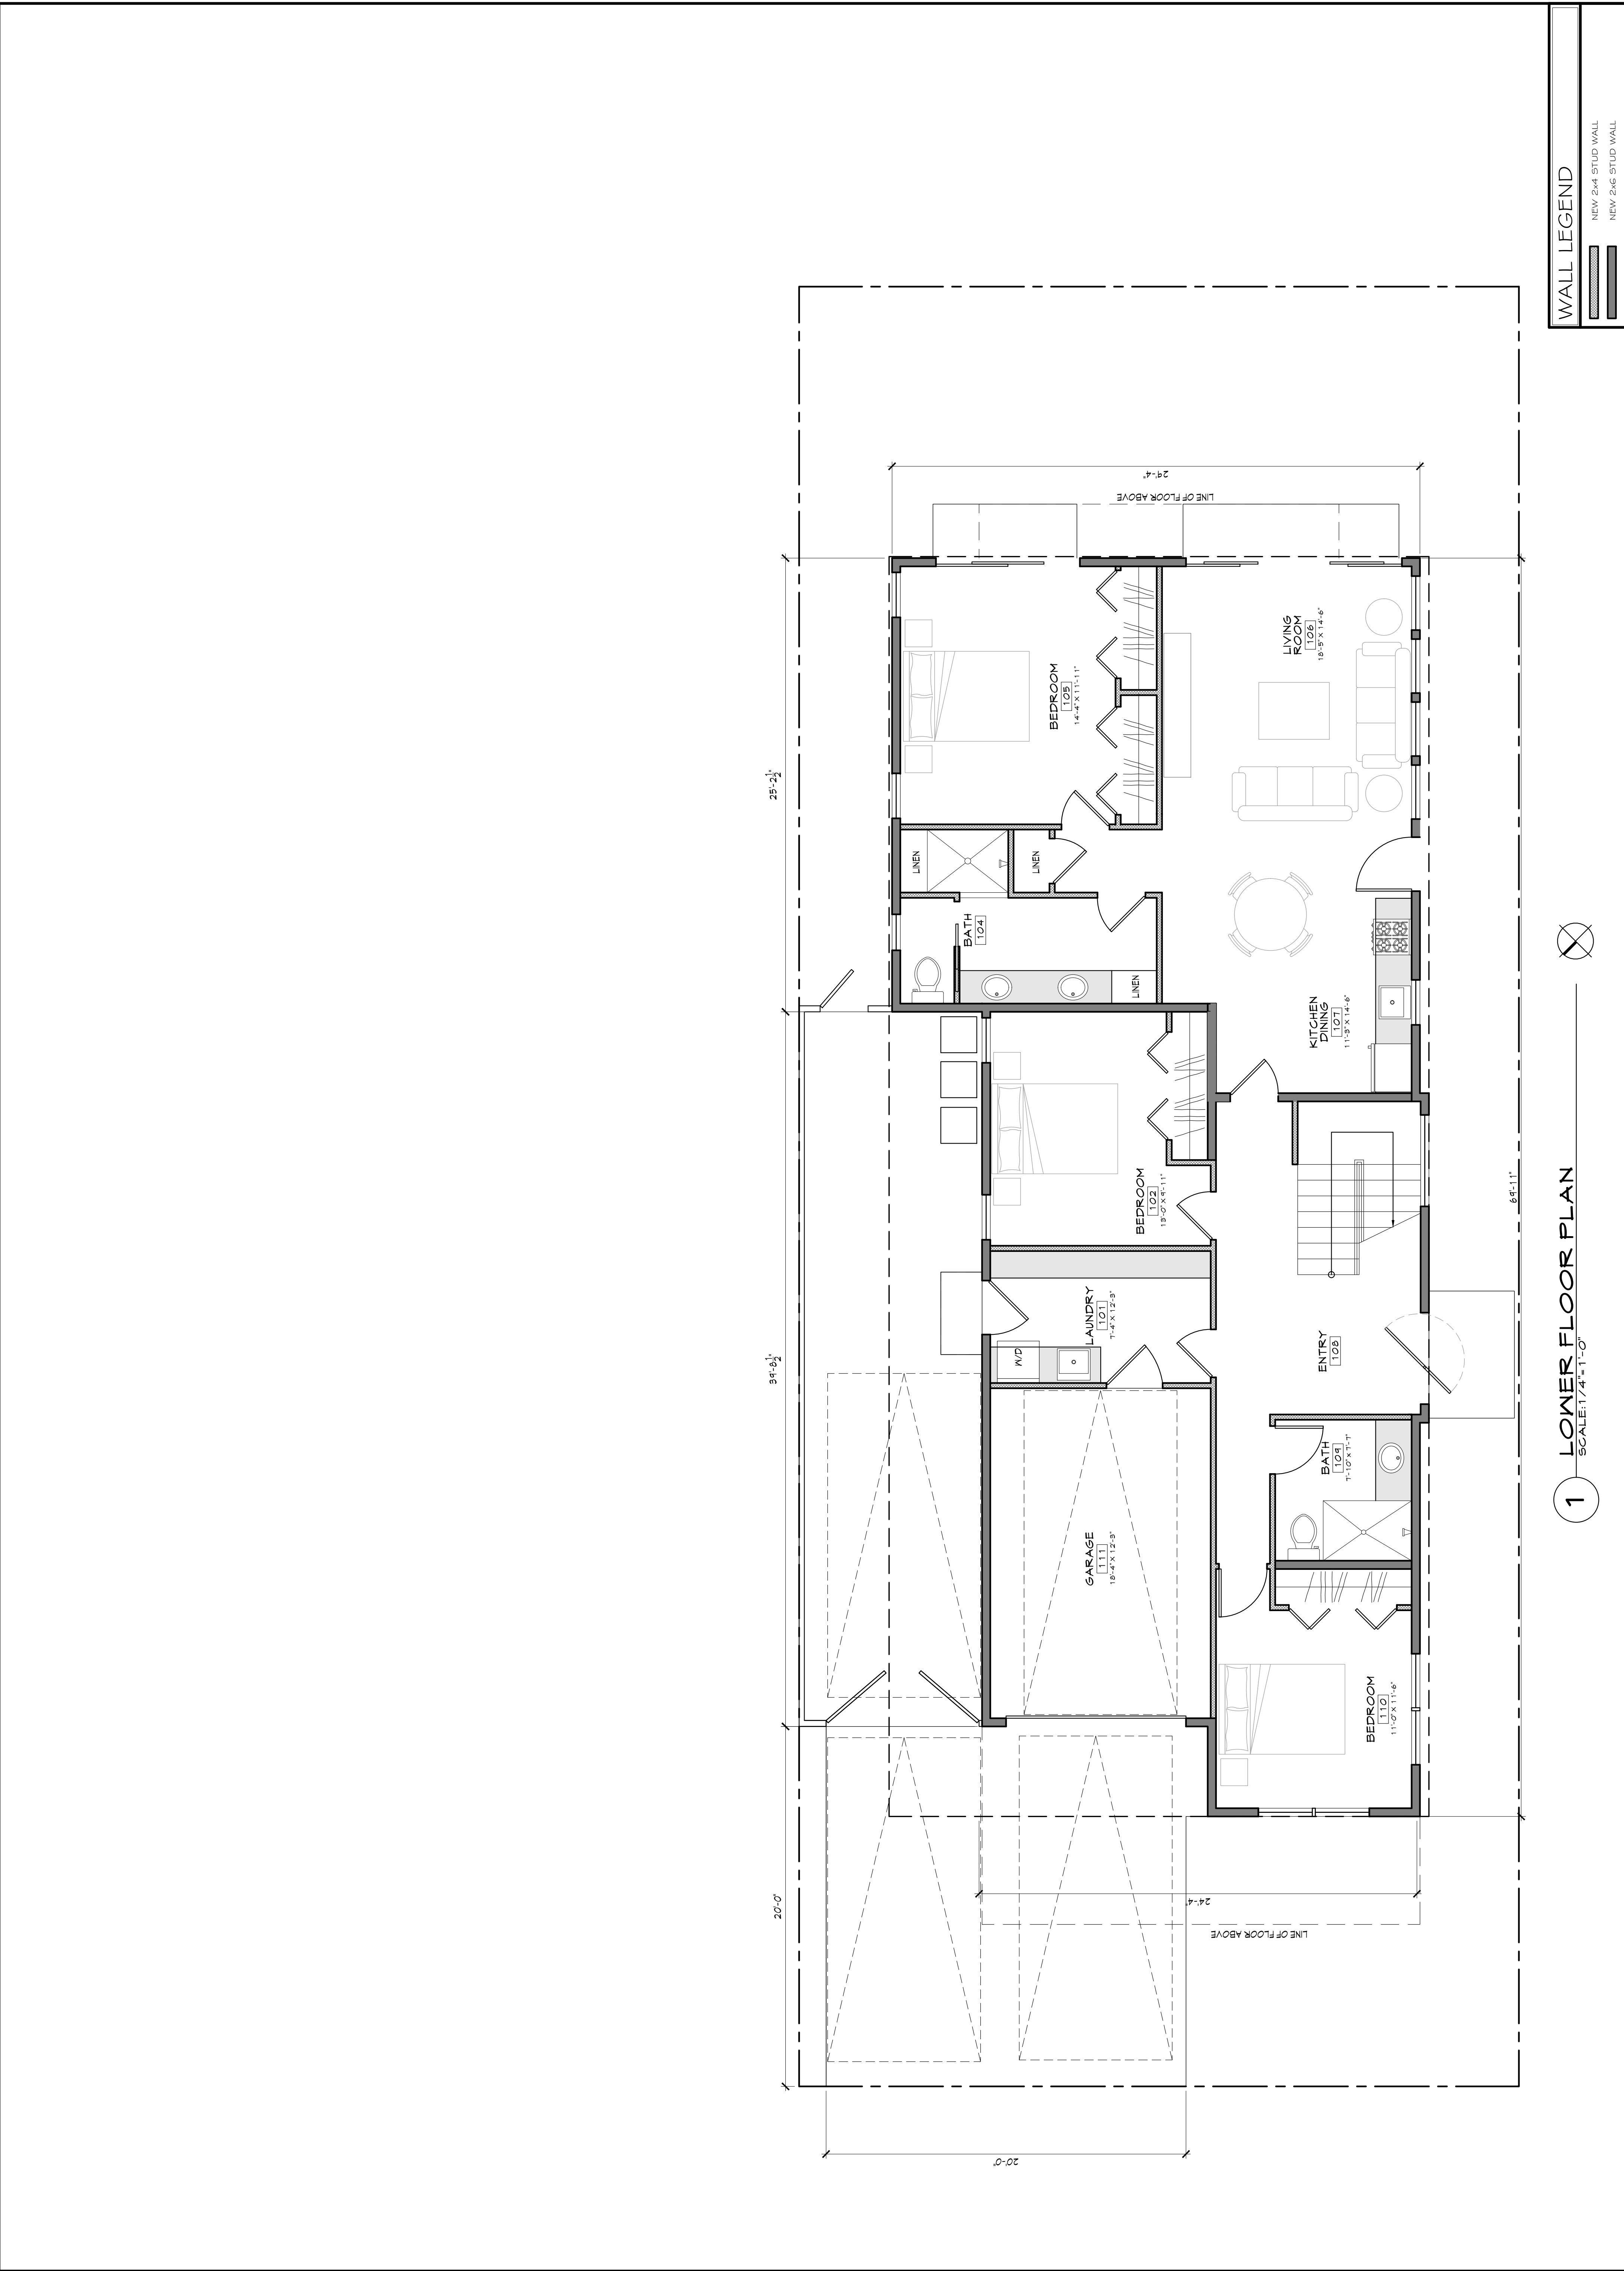 WALL LEGEND
NEW 2x4 STUD WALL
NEW 2x6 STUD WALL
29'-4"
LINE OF FLOOR ABOVE
25'-2½"
BEDROOM
105
14'-4" X 11'-11"
LIVING
ROOM
106
18'-5" X 14'-6"
LINEN
LINEN
BATH
104
LINEN
KITCHEN
DINING
107
11'-3" X 14'-6"
BEDROOM
102
13'-0" X 9'-11"
69'-11"
39'-8½"
LAUNDRY
101
7'-4" X 12'-3"
W/D
ENTRY
108
BATH
109
7'-10" X 7'-7"
GARAGE
111
18'-4" X 12'-3"
BEDROOM
110
11'-0" X 11'-6"
20'-0"
24'-4"
LINE OF FLOOR ABOVE
20'-0"
1
LOWER FLOOR PLAN
SCALE: 1/4" = 1'-0"